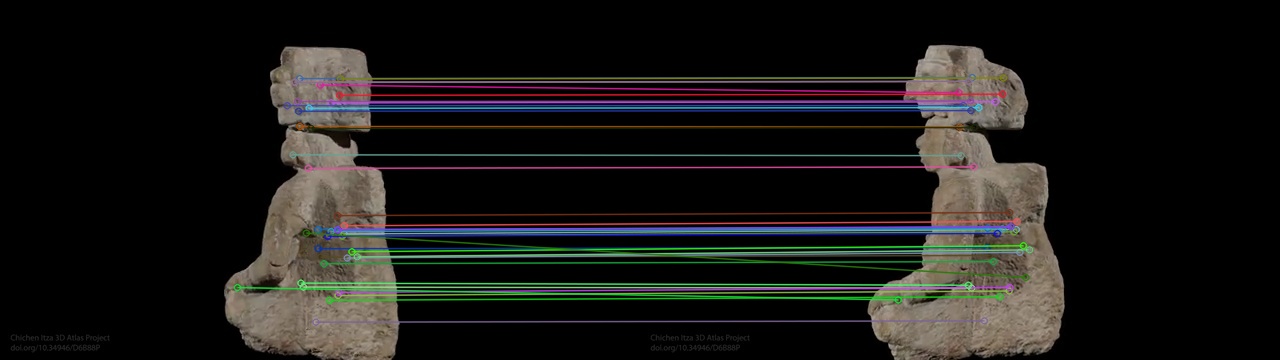 Chichen Itza 3D Atlas Project
doi.org/10.34946/D6B88P
Chichen Itza 3D Atlas Project
doi.org/10.34946/D6B88P